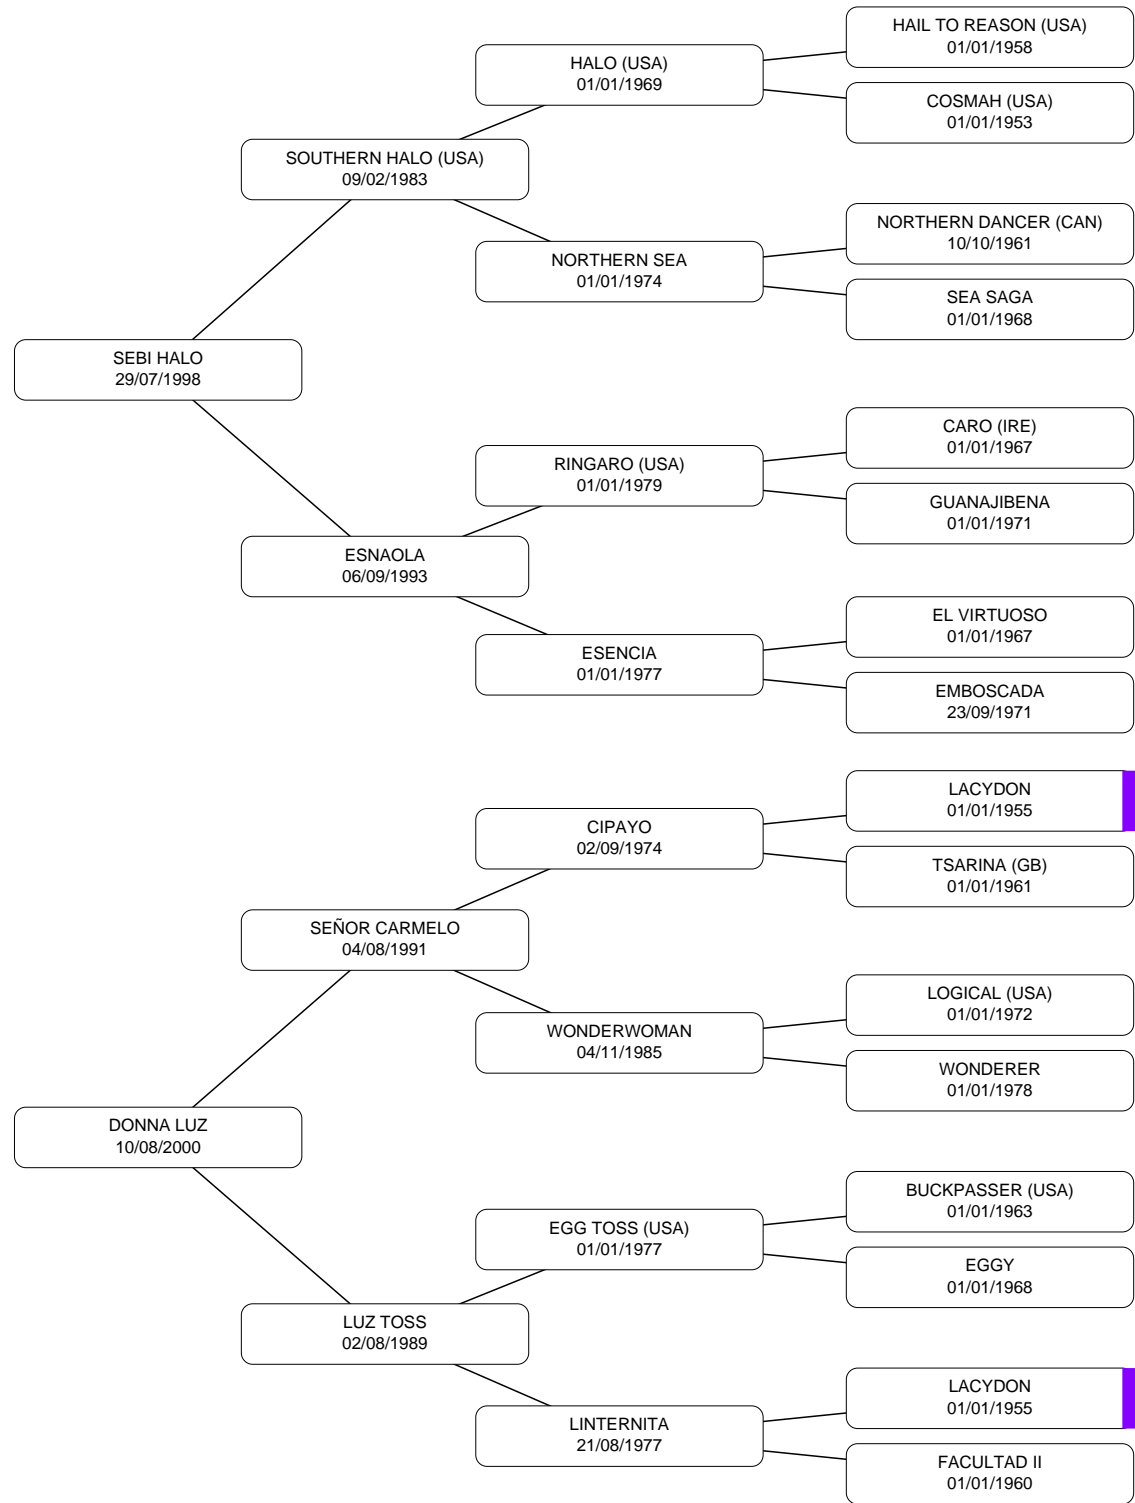 HAIL TO REASON (USA)
01/01/1958
HALO (USA)
01/01/1969
COSMAH (USA)
01/01/1953
SOUTHERN HALO (USA)
09/02/1983
NORTHERN DANCER (CAN)
10/10/1961
NORTHERN SEA
01/01/1974
SEA SAGA
01/01/1968
SEBI HALO
29/07/1998
CARO (IRE)
01/01/1967
RINGARO (USA)
01/01/1979
GUANAJIBENA
01/01/1971
ESNAOLA
06/09/1993
EL VIRTUOSO
01/01/1967
ESENCIA
01/01/1977
EMBOSCADA
23/09/1971
LACYDON
01/01/1955
CIPAYO
02/09/1974
TSARINA (GB)
01/01/1961
SEÑOR CARMELO
04/08/1991
LOGICAL (USA)
01/01/1972
WONDERWOMAN
04/11/1985
WONDERER
01/01/1978
DONNA LUZ
10/08/2000
BUCKPASSER (USA)
01/01/1963
EGG TOSS (USA)
01/01/1977
EGGY
01/01/1968
LUZ TOSS
02/08/1989
LACYDON
01/01/1955
LINTERNITA
21/08/1977
FACULTAD II
01/01/1960